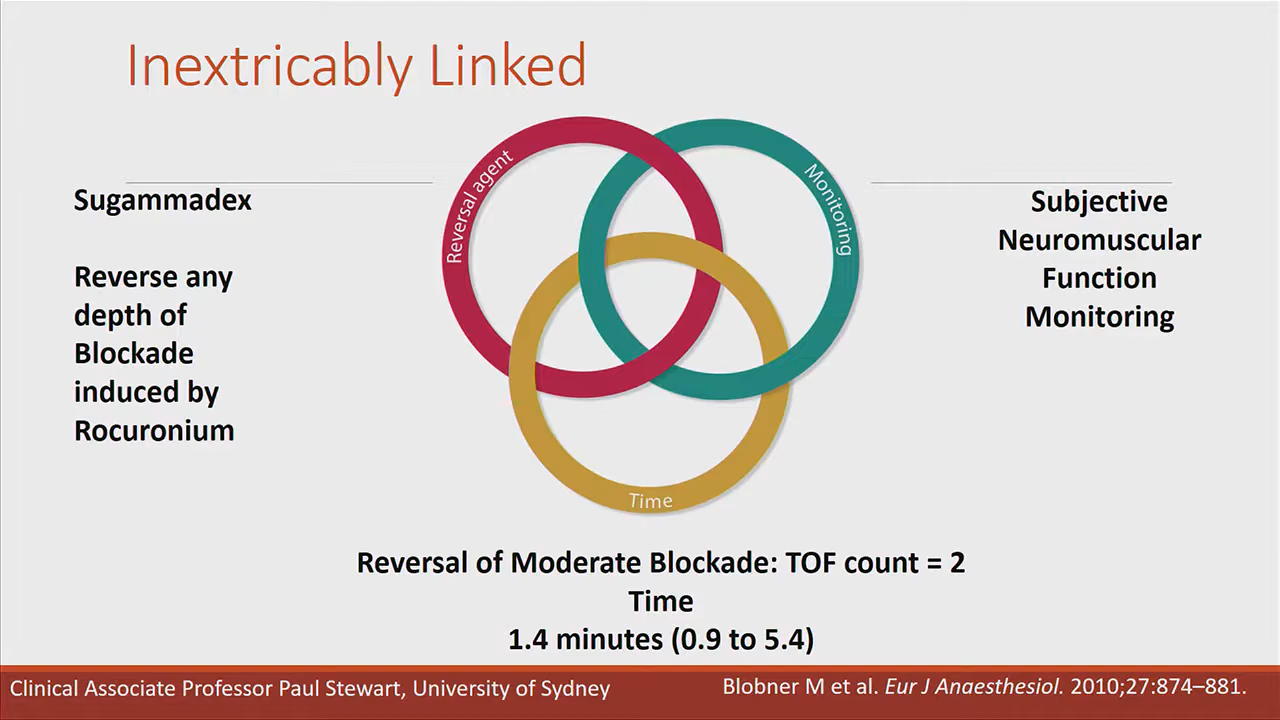 Inextricably Linked
Sugammadex
Reverse any
depth of
Blockade
induced by
Rocuronium
Reversal agent
Monitoring
Time
Subjective
Neuromuscular
Function
Monitoring
Reversal of Moderate Blockade: TOF count = 2
Time
1.4 minutes (0.9 to 5.4)
Clinical Associate Professor Paul Stewart, University of Sydney
Blobner M et al. Eur J Anaesthesiol. 2010;27:874–881.